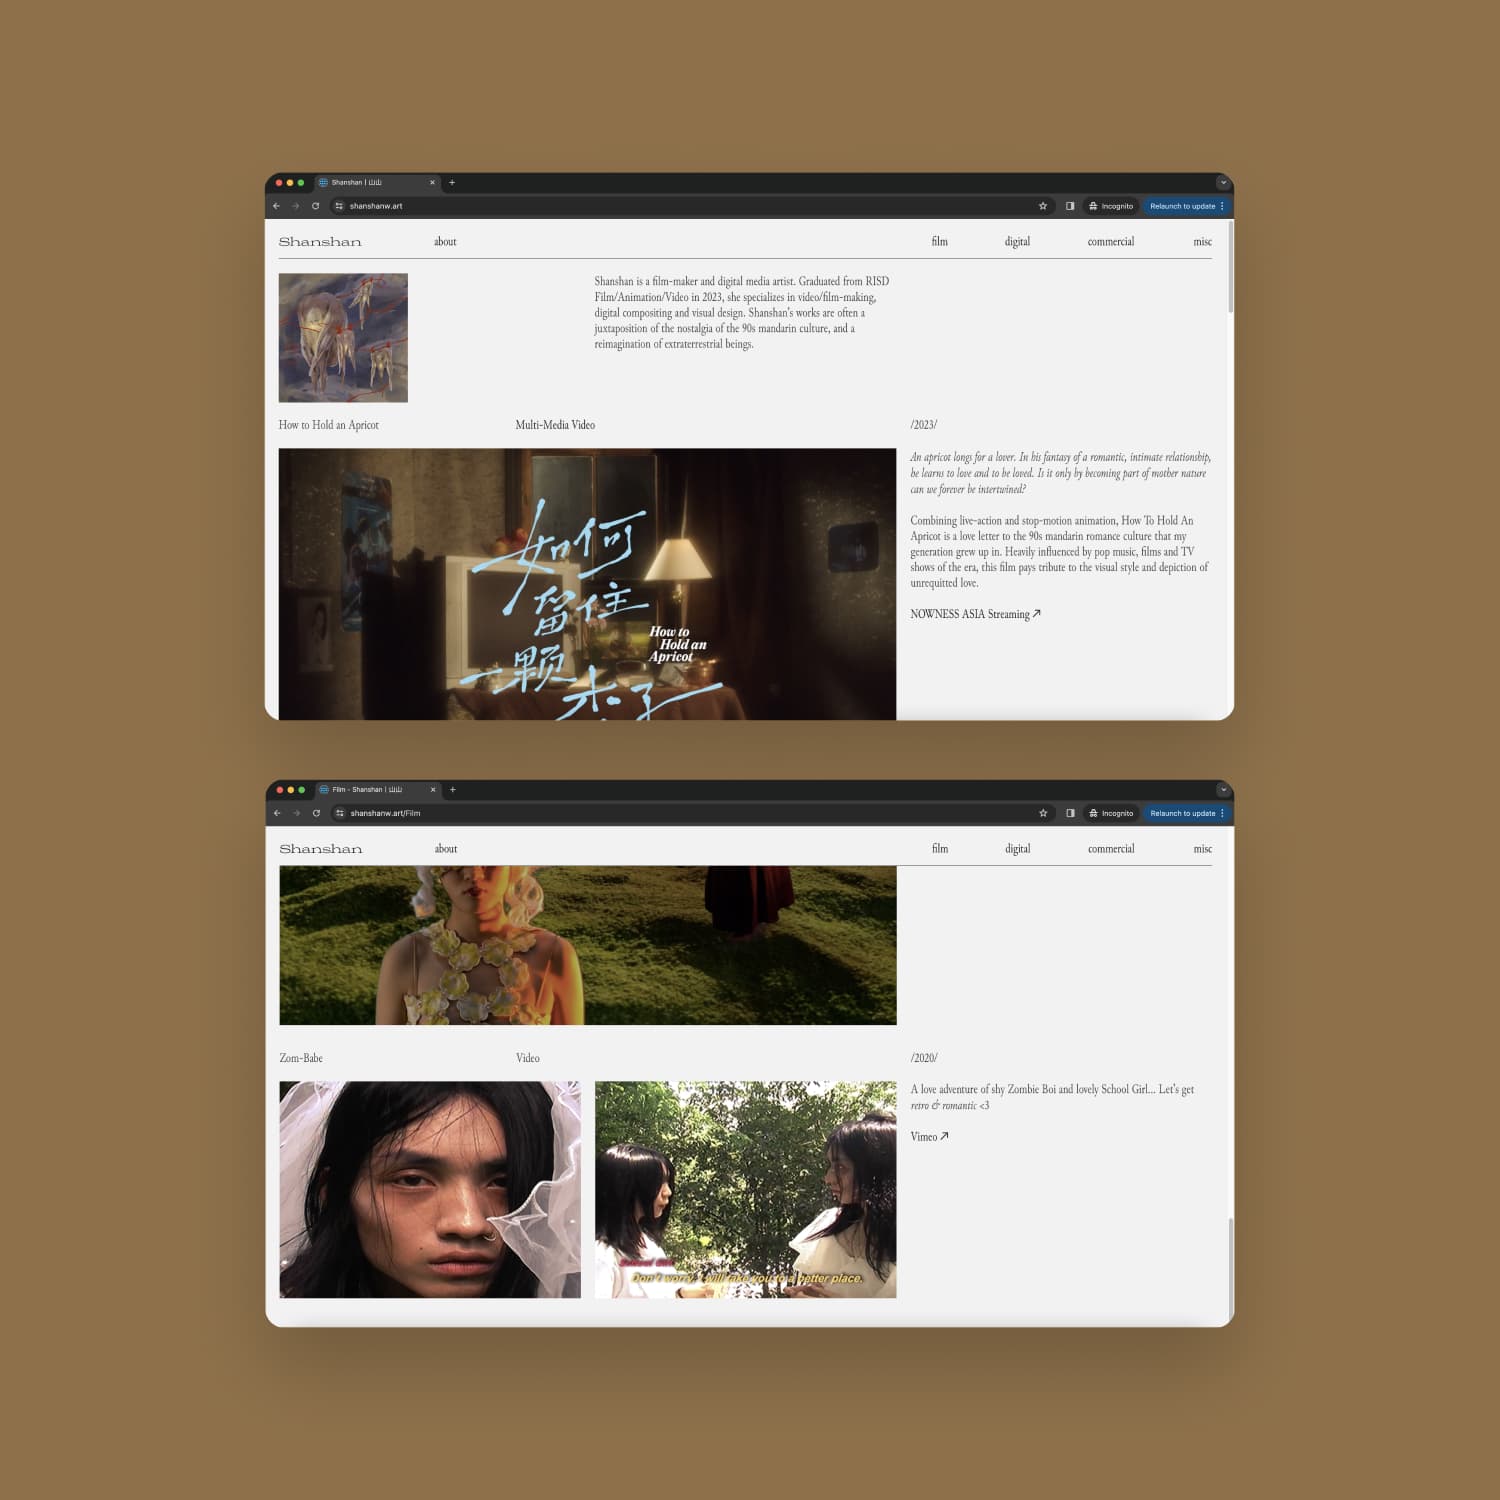 Shanshan | 山山
shanshanw.art
Incognito
Relaunch to update
Shanshan
about
film
digital
commercial
misc
Shanshan is a film-maker and digital media artist. Graduated from RISD
Film/Animation/Video in 2023, she specializes in video/film-making,
digital compositing and visual design. Shanshan's works are often a
juxtaposition of the nostalgia of the 90s mandarin culture, and a
reimagination of extraterrestrial beings.
How to Hold an Apricot
Multi-Media Video
/2023/
如何
留住
一颗
杏子
How to
Hold an
Apricot
An apricot longs for a lover. In his fantasy of a romantic, intimate relationship,
he learns to love and to be loved. Is it only by becoming part of mother nature
can we forever be intertwined?
Combining live-action and stop-motion animation, How To Hold An
Apricot is a love letter to the 90s mandarin romance culture that my
generation grew up in. Heavily influenced by pop music, films and TV
shows of the era, this film pays tribute to the visual style and depiction of
unrequitted love.
NOWNESS ASIA Streaming ↗
Film - Shanshan | 山山
shanshanw.art/Film
Incognito
Relaunch to update
Shanshan
about
film
digital
commercial
misc
Zom-Babe
Video
/2020/
School Girl:
Don't worry, I will take you to a better place.
A love adventure of shy Zombie Boi and lovely School Girl... Let's get
retro & romantic <3
Vimeo ↗